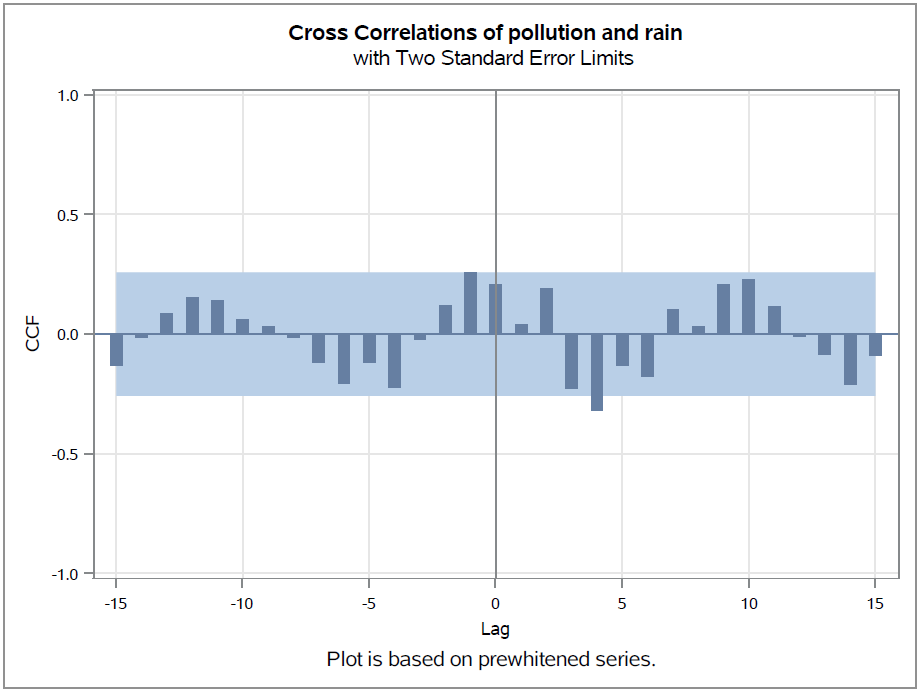 Cross Correlations of pollution and rain
with Two Standard Error Limits
1.0
0.5
0.0
-0.5
-1.0
CCF
-15 -10 -5 0 5 10 15
Lag
Plot is based on prewhitened series.